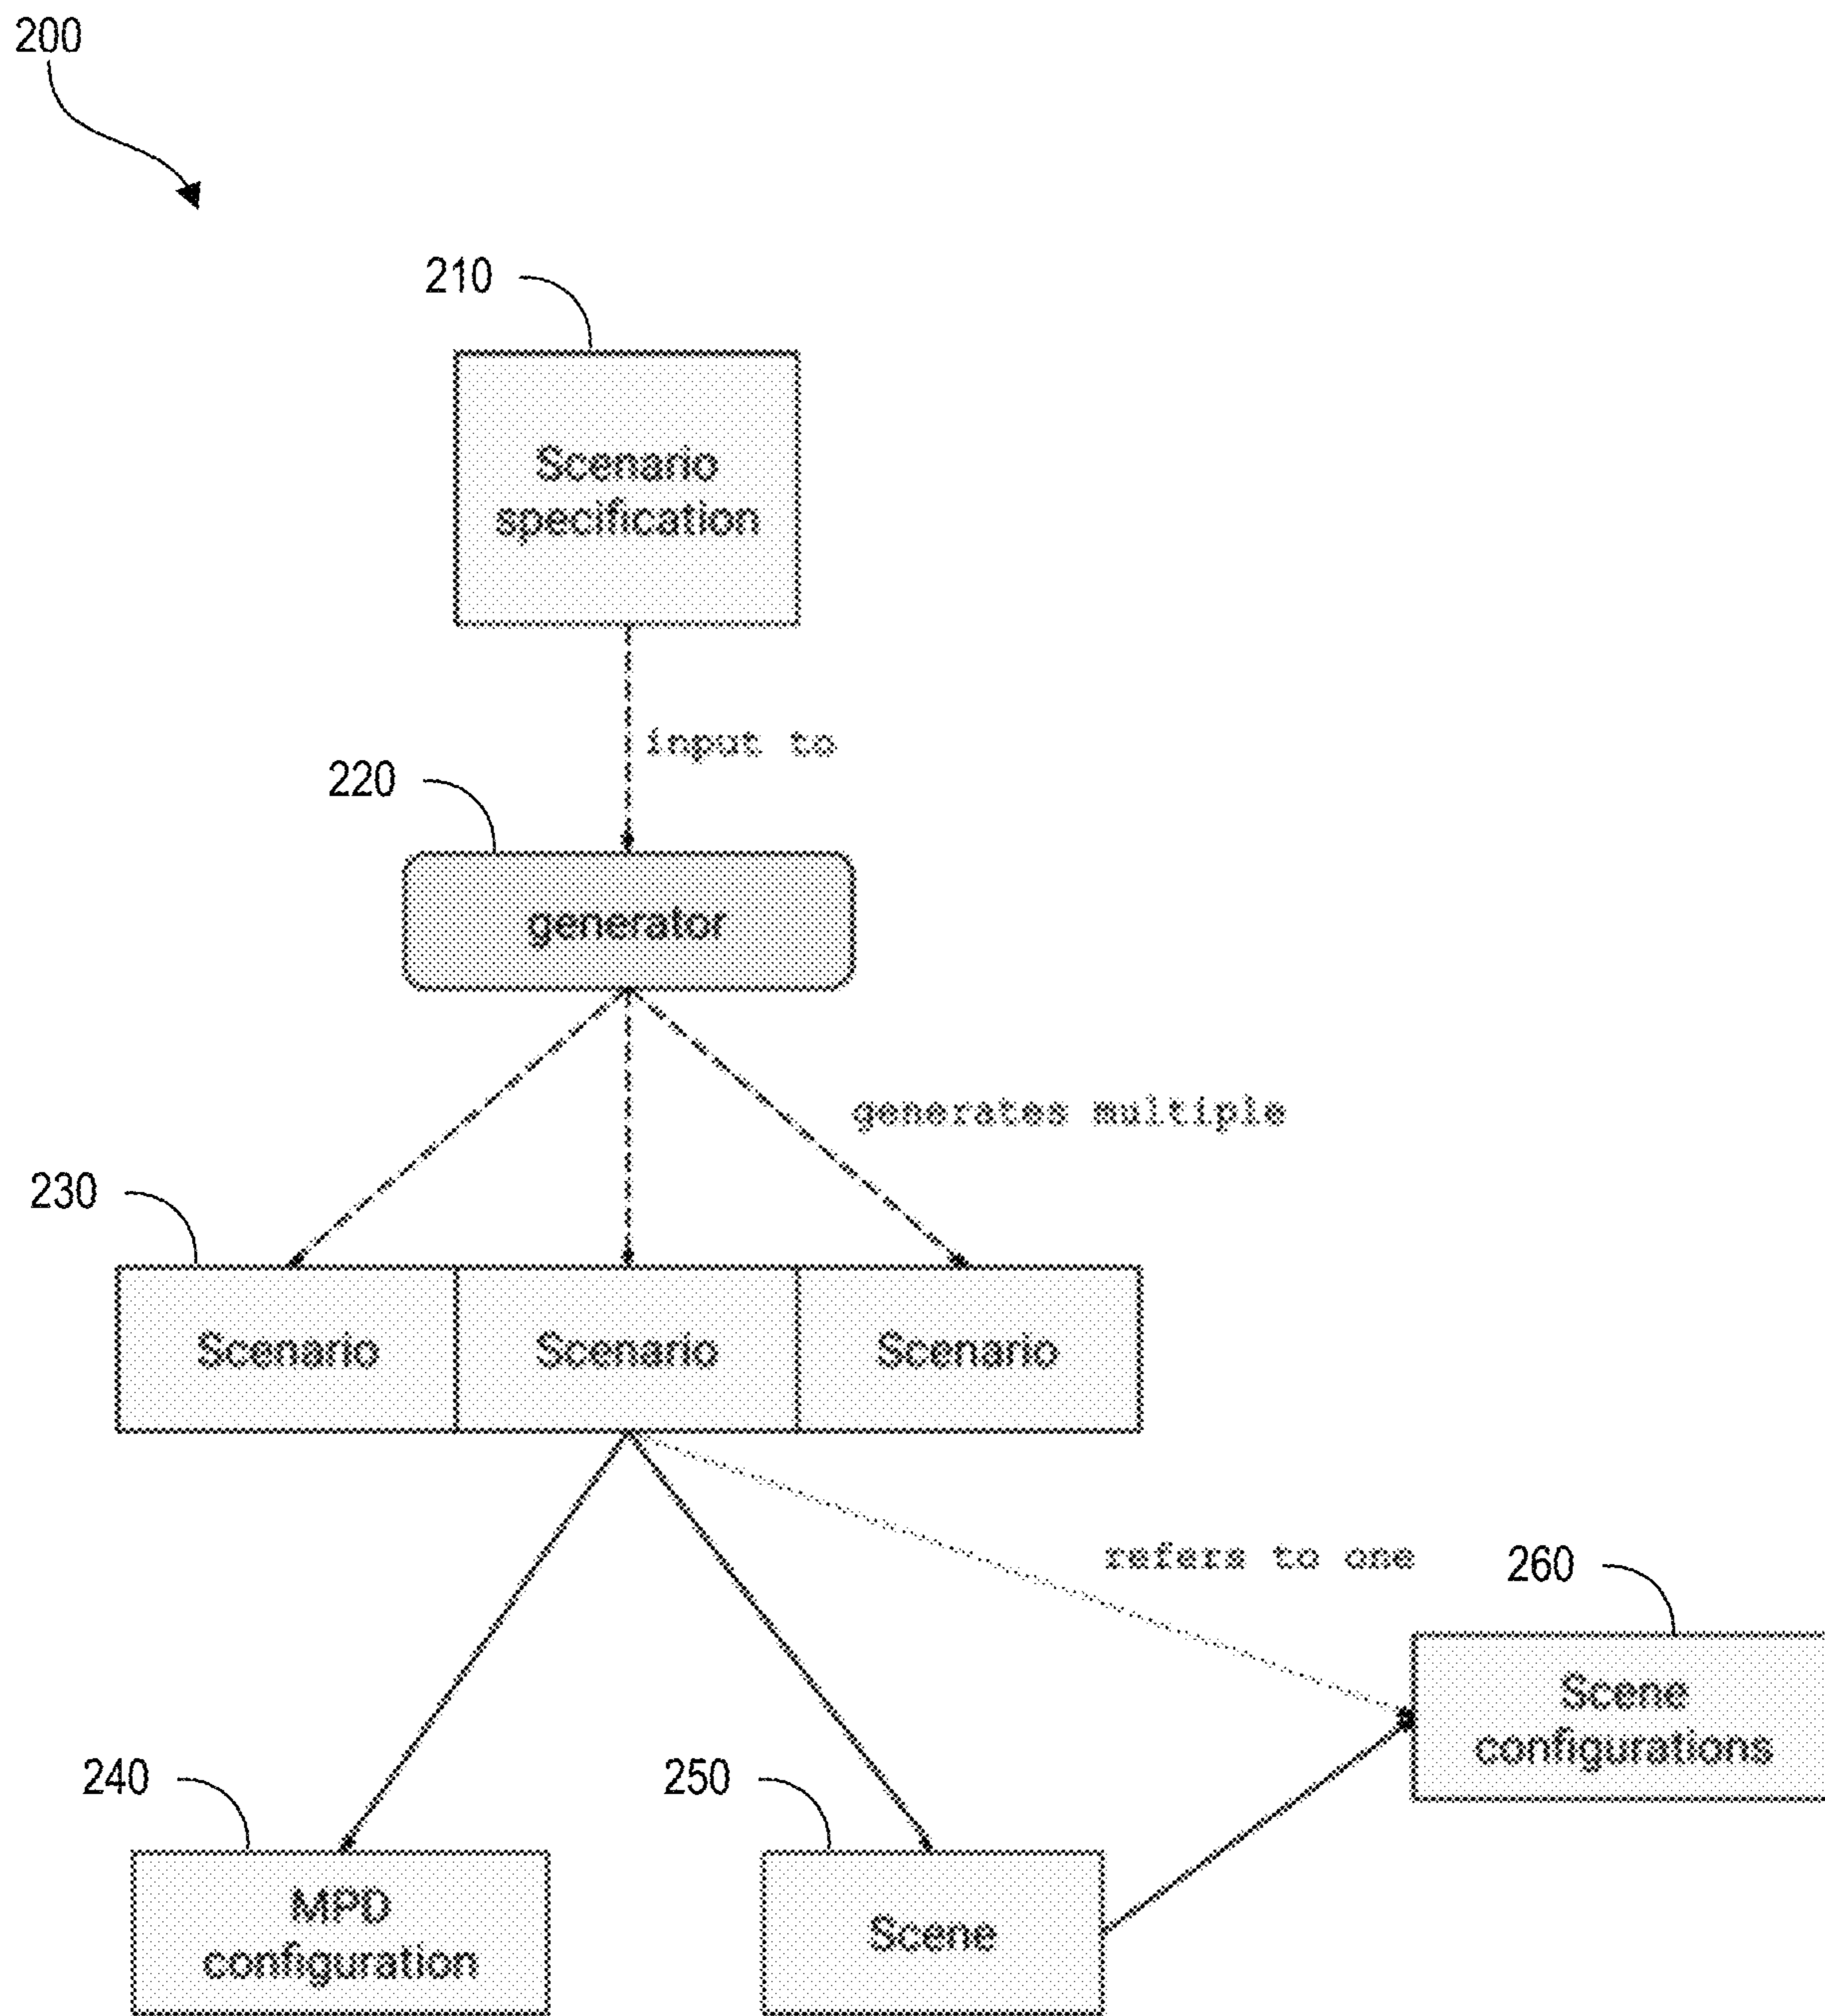 200
210
Scenario
specification
input to
220
generator
generates multiple
230
Scenario Scenario Scenario
refers to one
260
Scene
configurations
240
250
MPD
configuration
Scene